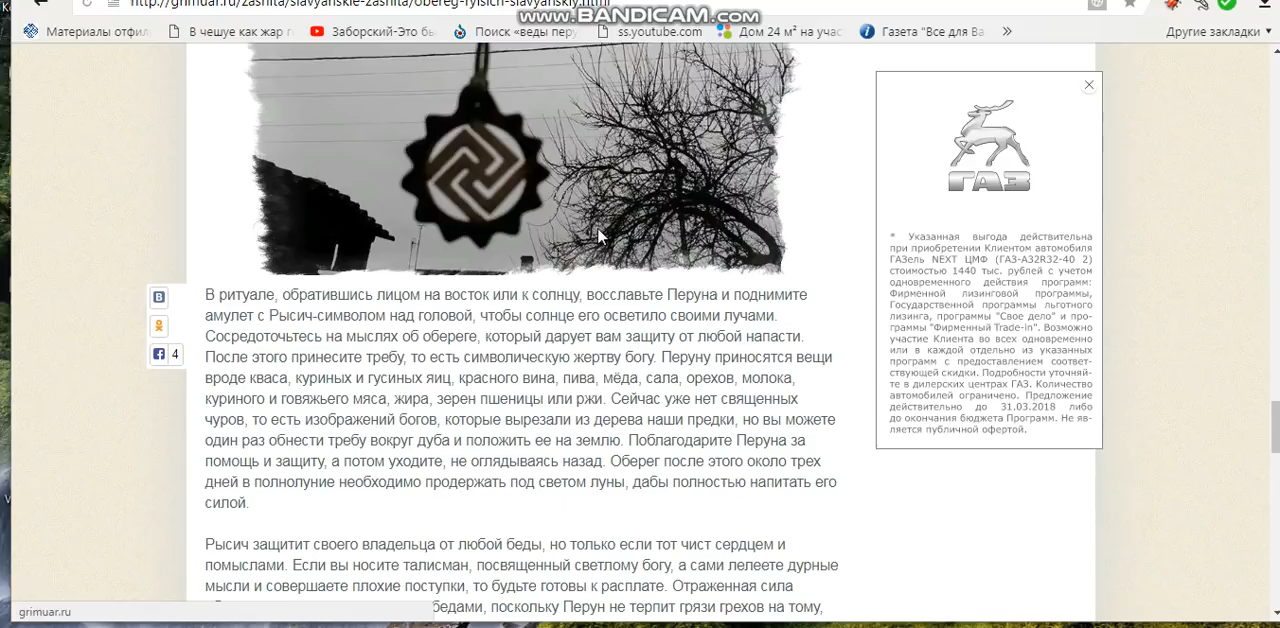 http://grimuar.ru/zashita/slavyanskie-zashita/obereg-ryisich-slavyanskiy.html
www.BANDICAM.com
Материалы отфил
В чешуе как жар г
Заборский-Это бы
Поиск «веды перу
ss.youtube.com
Дом 24 м² на учас
Газета "Все для Ва
Другие закладки
ГАЗ
* Указанная выгода действительна
при приобретении Клиентом автомобиля
ГАЗель NEXT ЦМФ (ГАЗ-А32R32-40 2)
стоимостью 1440 тыс. рублей с учетом
одновременного действия программ:
Фирменной лизинговой программы,
Государственной программы льготного
лизинга, программы "Свое дело" и про-
граммы "Фирменный Trade-in". Возможно
участие Клиента во всех одновременно
или в каждой отдельно из указанных
программ с предоставлением соответ-
ствующей скидки. Подробности уточняй-
те в дилерских центрах ГАЗ. Количество
автомобилей ограничено. Предложение
действительно до 31.03.2018 либо
до окончания бюджета Программ. Не яв-
ляется публичной офертой.
В ритуале, обратившись лицом на восток или к солнцу, восславьте Перуна и поднимите
амулет с Рысич-символом над головой, чтобы солнце его осветило своими лучами.
Сосредоточьтесь на мыслях об обереге, который дарует вам защиту от любой напасти.
После этого принесите требу, то есть символическую жертву богу. Перуну приносятся вещи
вроде кваса, куриных и гусиных яиц, красного вина, пива, мёда, сала, орехов, молока,
куриного и говяжьего мяса, жира, зерен пшеницы или ржи. Сейчас уже нет священных
чуров, то есть изображений богов, которые вырезали из дерева наши предки, но вы можете
один раз обнести требу вокруг дуба и положить ее на землю. Поблагодарите Перуна за
помощь и защиту, а потом уходите, не оглядываясь назад. Оберег после этого около трех
дней в полнолуние необходимо продержать под светом луны, дабы полностью напитать его
силой.
4
Рысич защитит своего владельца от любой беды, но только если тот чист сердцем и
помыслами. Если вы носите талисман, посвященный светлому богу, а сами лелеете дурные
мысли и совершаете плохие поступки, то будьте готовы к расплате. Отраженная сила
бедами, поскольку Перун не терпит грязи грехов на тому,
grimuar.ru